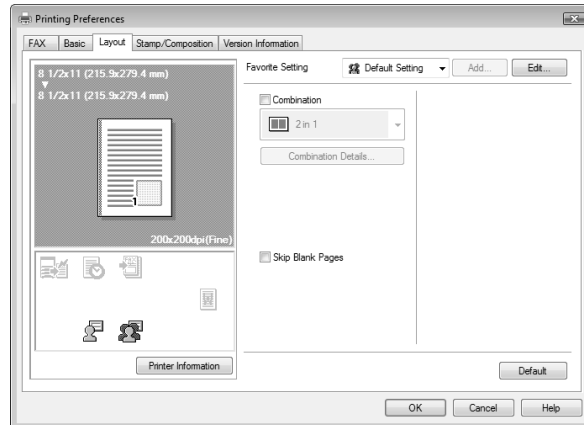 Printing Preferences
FAX Basic Layout Stamp/Composition Version Information
8 1/2x11 (215.9x279.4 mm)
8 1/2x11 (215.9x279.4 mm)
1
200x200dpi(Fine)
Printer Information
Favorite Setting Default Setting Add... Edit...
Combination
2 in 1
Combination Details...
Skip Blank Pages
Default
OK Cancel Help